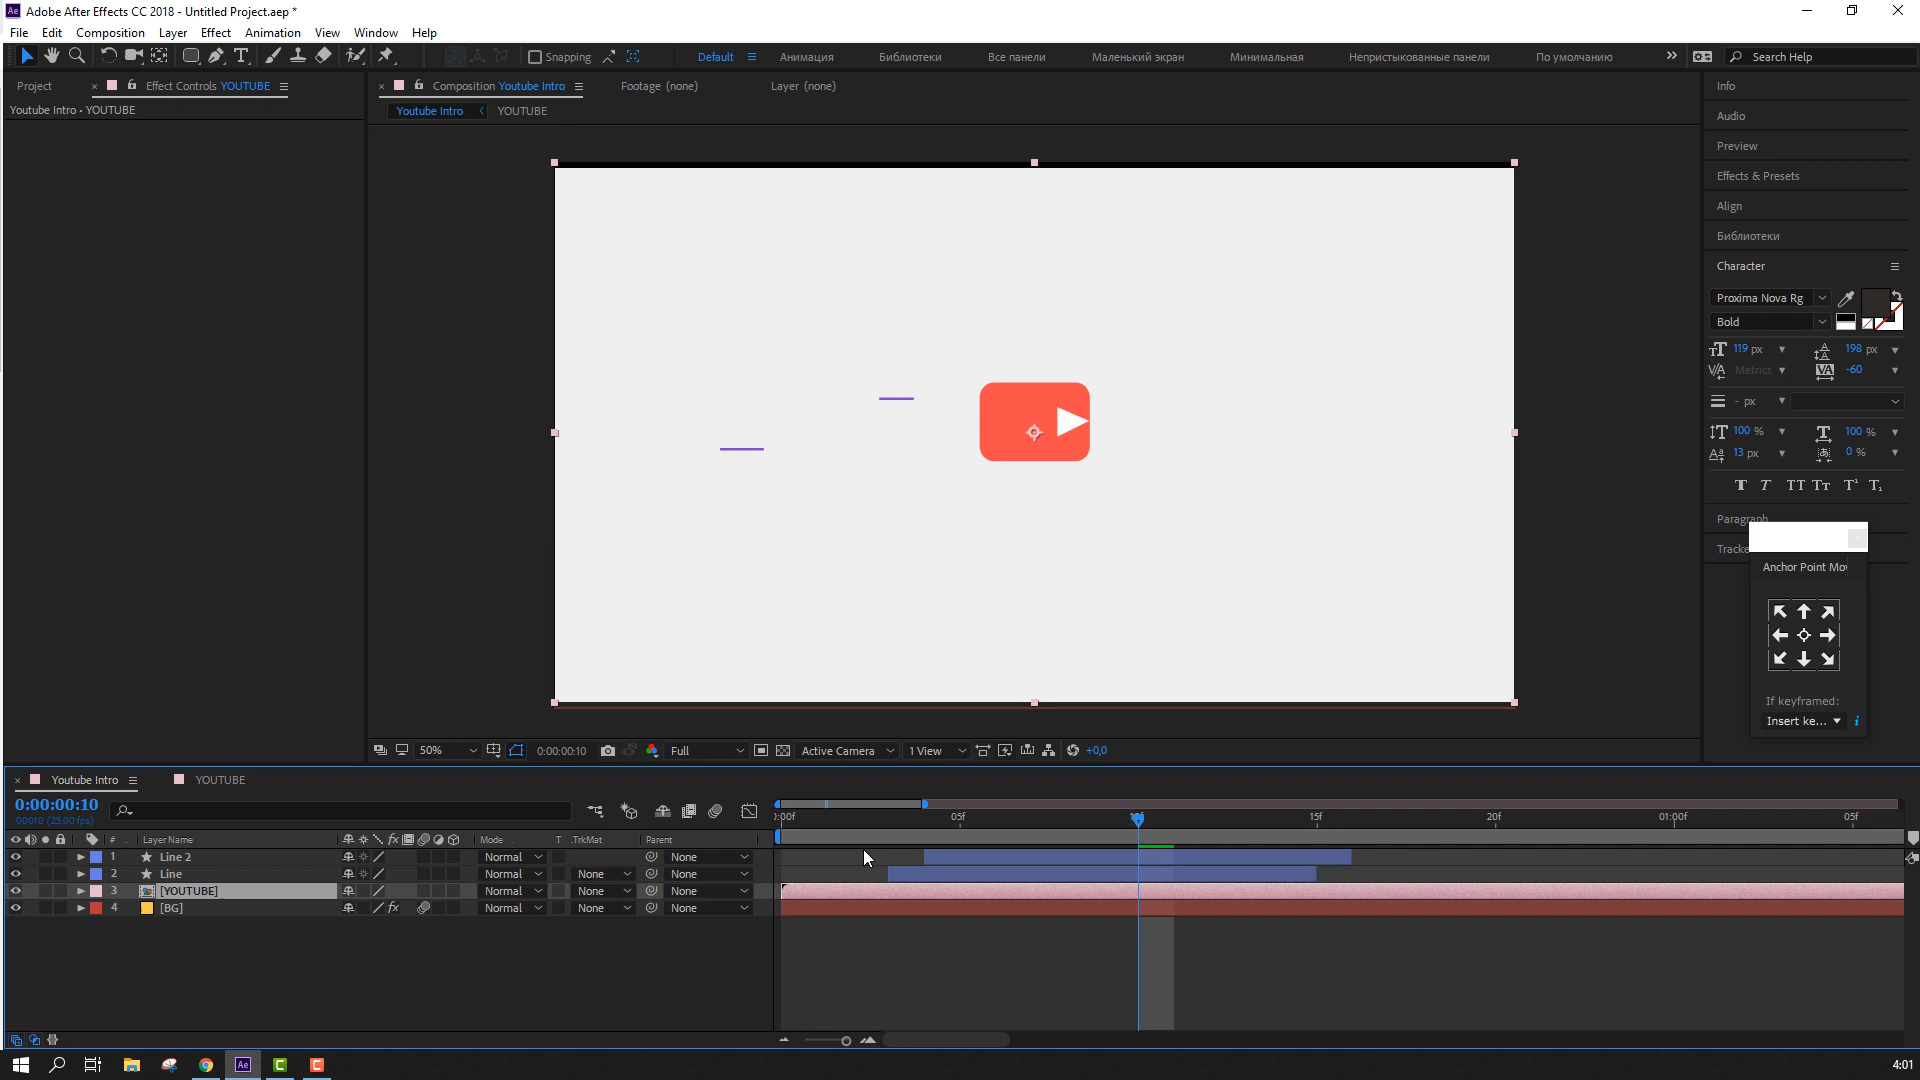 Adobe After Effects CC 2018 - Untitled Project.aep *
File Edit Composition Layer Effect Animation View Window Help
Snapping Default Анимация Библиотеки Все панели Маленький экран Минимальная Непристыкованные панели По умолчанию Search Help
Project Effect Controls YOUTUBE Composition Youtube Intro Footage (none) Layer (none)
Youtube Intro • YOUTUBE
Youtube Intro YOUTUBE
Info
Audio
Preview
Effects & Presets
Align
Библиотеки
Character
Proxima Nova Rg
Bold
119 px 198 px
Metrics -60
- px
100 % 100 %
13 px 0 %
Paragraph
Tracke
Anchor Point Mo
If keyframed:
Insert ke...
50% 0:00:00:10 Full Active Camera 1 View +0,0
Youtube Intro YOUTUBE
0:00:00:10
00010 (25.00 fps)
# Layer Name Mode T .TrkMat Parent
:00f 05f 15f 20f 01:00f 05f
1 Line 2 Normal None
2 Line Normal None None
3 [YOUTUBE] Normal None None
4 [BG] Normal None None
4:01